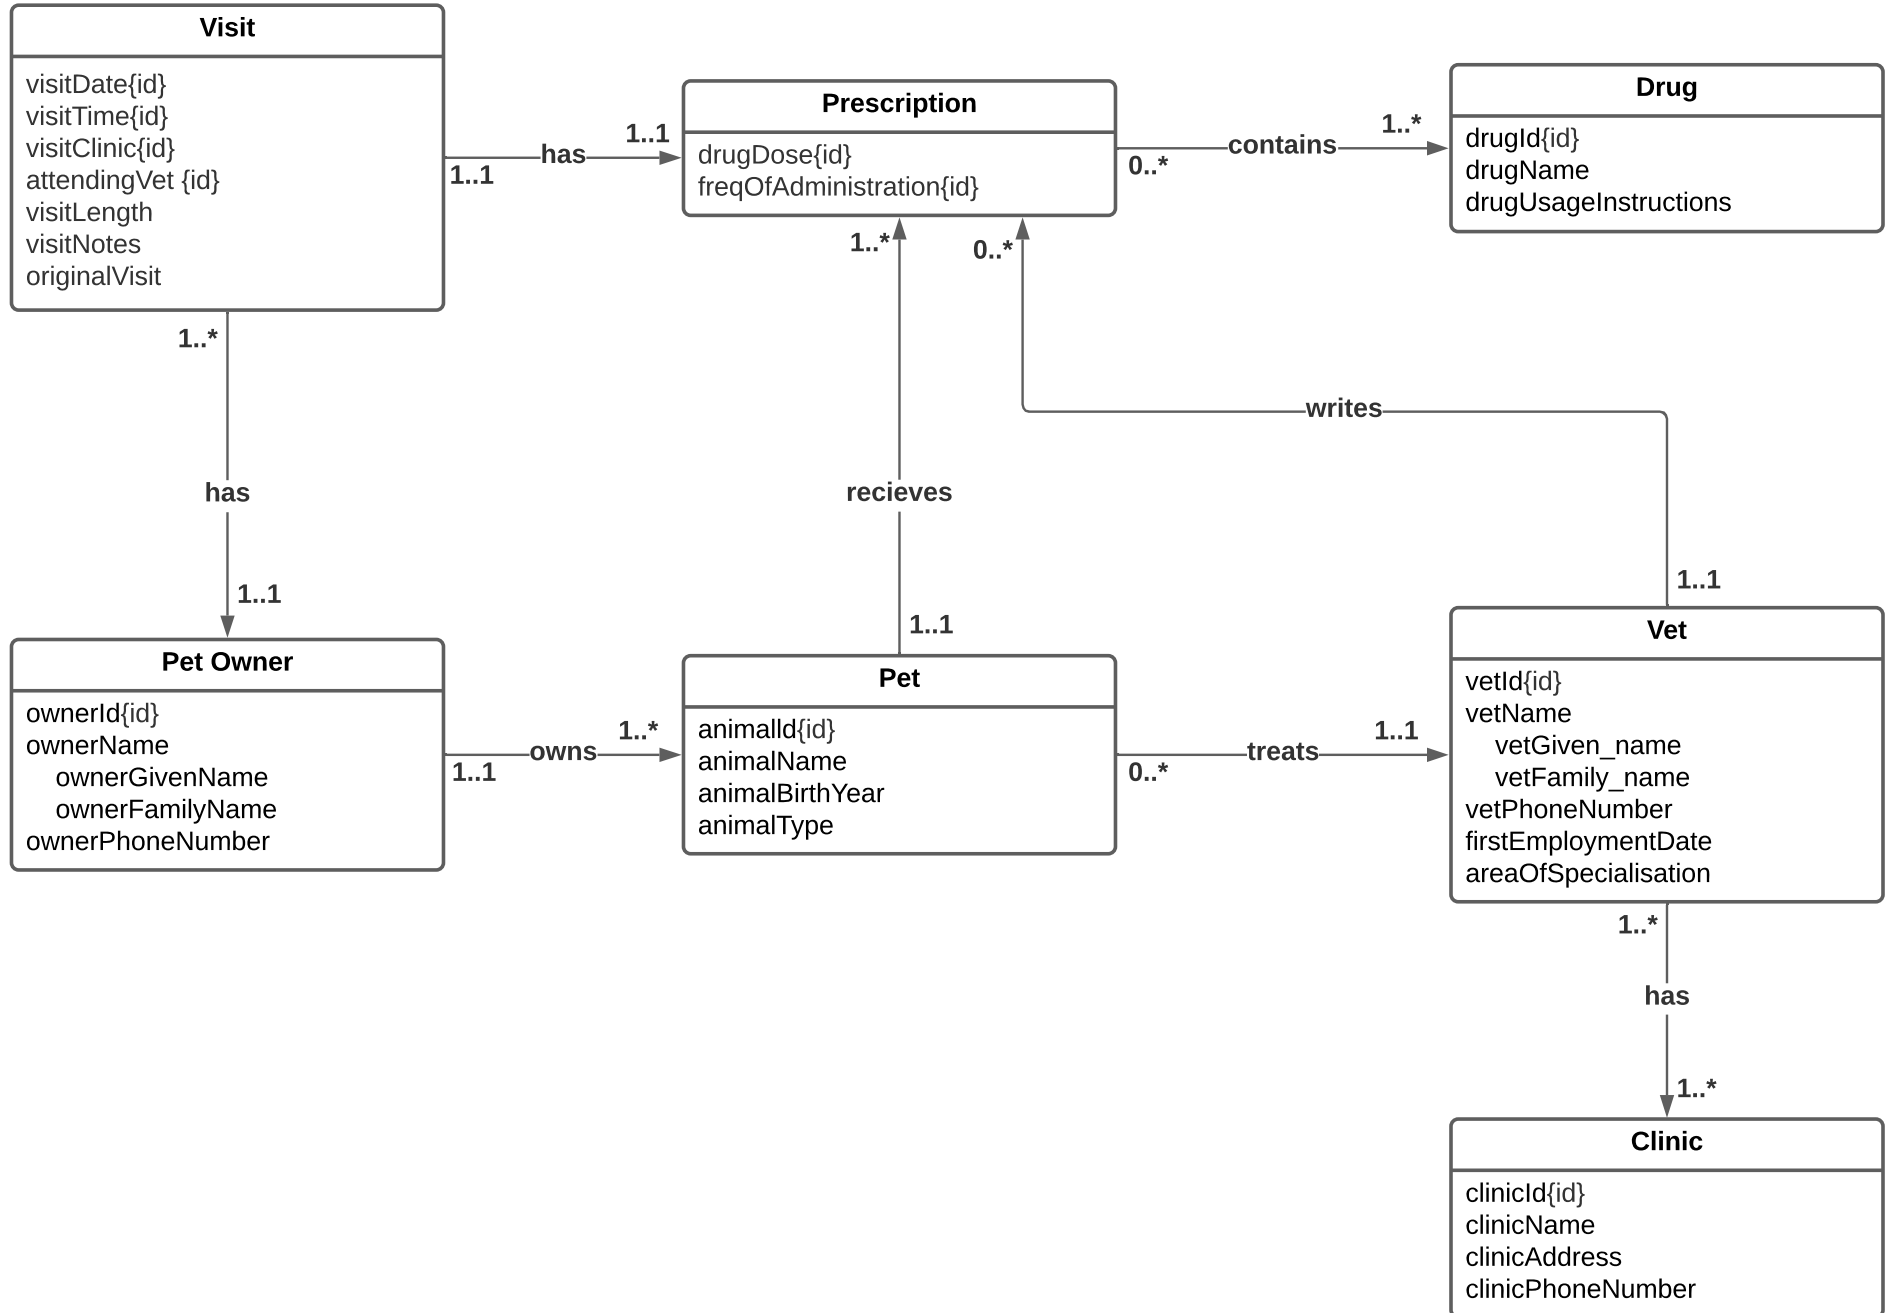 Visit
visitDate{id}
visitTime{id}
visitClinic{id}
attendingVet {id}
visitLength
visitNotes
originalVisit
1..1
has
1..1
Prescription
drugDose{id}
freqOfAdministration{id}
0..*
contains
1..*
Drug
drugId{id}
drugName
drugUsageInstructions
1..*
has
1..1
1..*
recieves
1..1
0..*
writes
1..1
Pet Owner
ownerId{id}
ownerName
ownerGivenName
ownerFamilyName
ownerPhoneNumber
1..1
owns
1..*
Pet
animalId{id}
animalName
animalBirthYear
animalType
0..*
treats
1..1
Vet
vetId{id}
vetName
vetGiven_name
vetFamily_name
vetPhoneNumber
firstEmploymentDate
areaOfSpecialisation
1..*
has
1..*
Clinic
clinicId{id}
clinicName
clinicAddress
clinicPhoneNumber